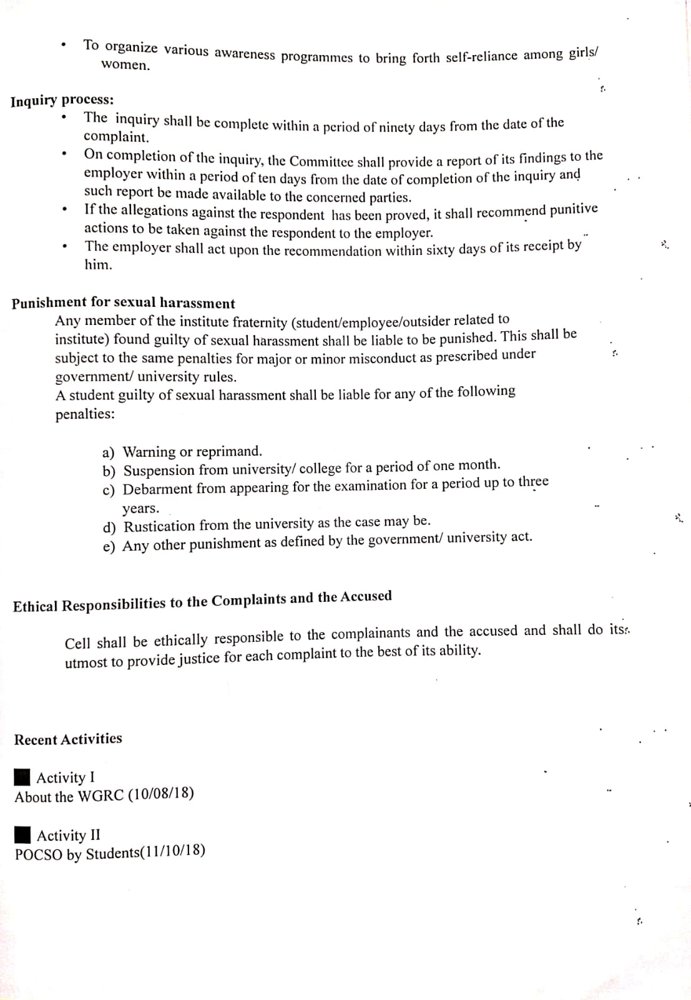 • To organize various awareness programmes to bring forth self-reliance among girls/
women.
Inquiry process:
• The inquiry shall be complete within a period of ninety days from the date of the
complaint.
• On completion of the inquiry, the Committee shall provide a report of its findings to the
employer within a period of ten days from the date of completion of the inquiry and
such report be made available to the concerned parties.
• If the allegations against the respondent has been proved, it shall recommend punitive
actions to be taken against the respondent to the employer.
• The employer shall act upon the recommendation within sixty days of its receipt by
him.
Punishment for sexual harassment
Any member of the institute fraternity (student/employee/outsider related to
institute) found guilty of sexual harassment shall be liable to be punished. This shall be
subject to the same penalties for major or minor misconduct as prescribed under
government/ university rules.
A student guilty of sexual harassment shall be liable for any of the following
penalties:
a) Warning or reprimand.
b) Suspension from university/ college for a period of one month.
c) Debarment from appearing for the examination for a period up to three
years.
d) Rustication from the university as the case may be.
e) Any other punishment as defined by the government/ university act.
Ethical Responsibilities to the Complaints and the Accused
Cell shall be ethically responsible to the complainants and the accused and shall do its
utmost to provide justice for each complaint to the best of its ability.
Recent Activities
Activity I
About the WGRC (10/08/18)
Activity II
POCSO by Students(11/10/18)